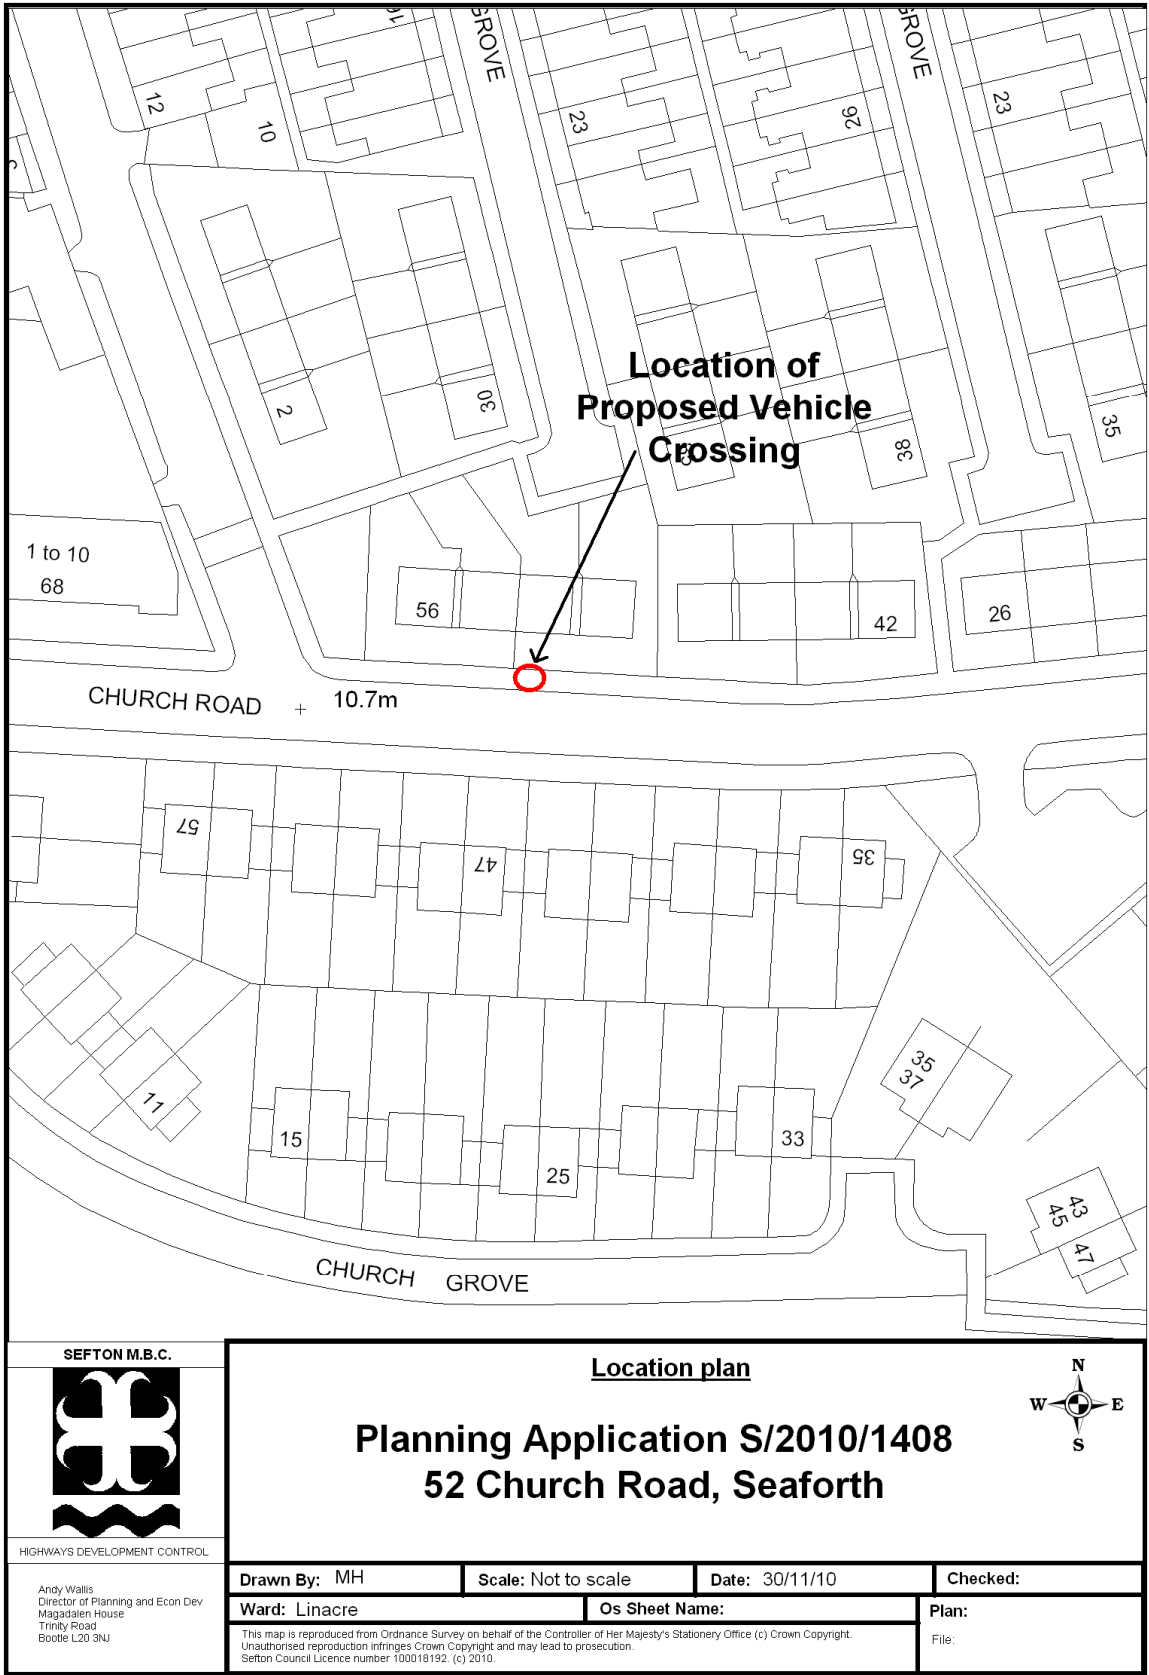 GROVE
GROVE
12
10
23
26
23
Location of
Proposed Vehicle
Crossing
2
30
38
35
1 to 10
68
56
42
26
CHURCH ROAD
10.7m
57
47
35
11
15
25
33
35
37
43
45
47
CHURCH GROVE
SEFTON M.B.C.
HIGHWAYS DEVELOPMENT CONTROL
Andy Wallis
Director of Planning and Econ Dev
Magadalen House
Trinity Road
Bootle L20 3NJ
Location plan
N
W E
S
Planning Application S/2010/1408
52 Church Road, Seaforth
Drawn By: MH
Scale: Not to scale
Date: 30/11/10
Checked:
Ward: Linacre
Os Sheet Name:
Plan:
File:
This map is reproduced from Ordnance Survey on behalf of the Controller of Her Majesty's Stationery Office (c) Crown Copyright.
Unauthorised reproduction infringes Crown Copyright and may lead to prosecution.
Sefton Council Licence number 100018192. (c) 2010.